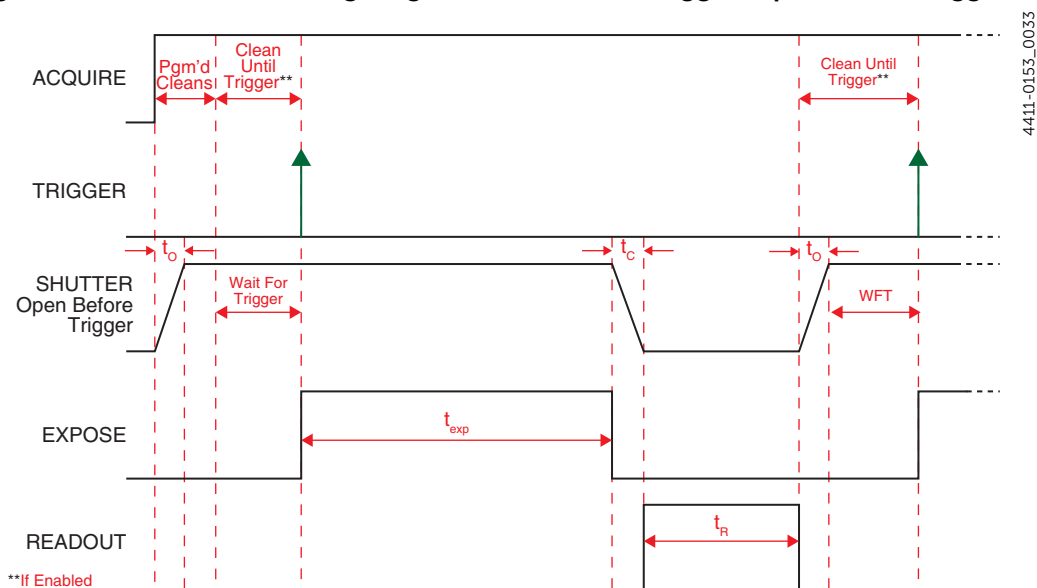 4411-0153_0033
ACQUIRE
Pgm'd
Cleans
Clean
Until
Trigger**
Clean Until
Trigger**
TRIGGER
tO
tC
tO
SHUTTER
Open Before
Trigger
Wait For
Trigger
WFT
EXPOSE
texp
READOUT
tR
**If Enabled